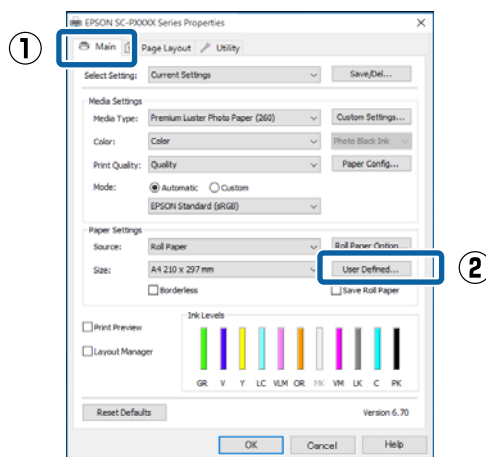 EPSON SC-PXXXX Series Properties
① Main Page Layout Utility
Select Setting: Current Settings Save/Del...
Media Settings
Media Type: Premium Luster Photo Paper (260) Custom Settings...
Color: Color Photo Black Ink
Print Quality: Quality Paper Config...
Mode: Automatic Custom
EPSON Standard (sRGB)
Paper Settings
Source: Roll Paper Roll Paper Option...
Size: A4 210 x 297 mm User Defined... ②
Borderless Save Roll Paper
Ink Levels
Print Preview
Layout Manager
GR V Y LC VLM OR MK VM LK C PK
Reset Defaults Version 6.70
OK Cancel Help